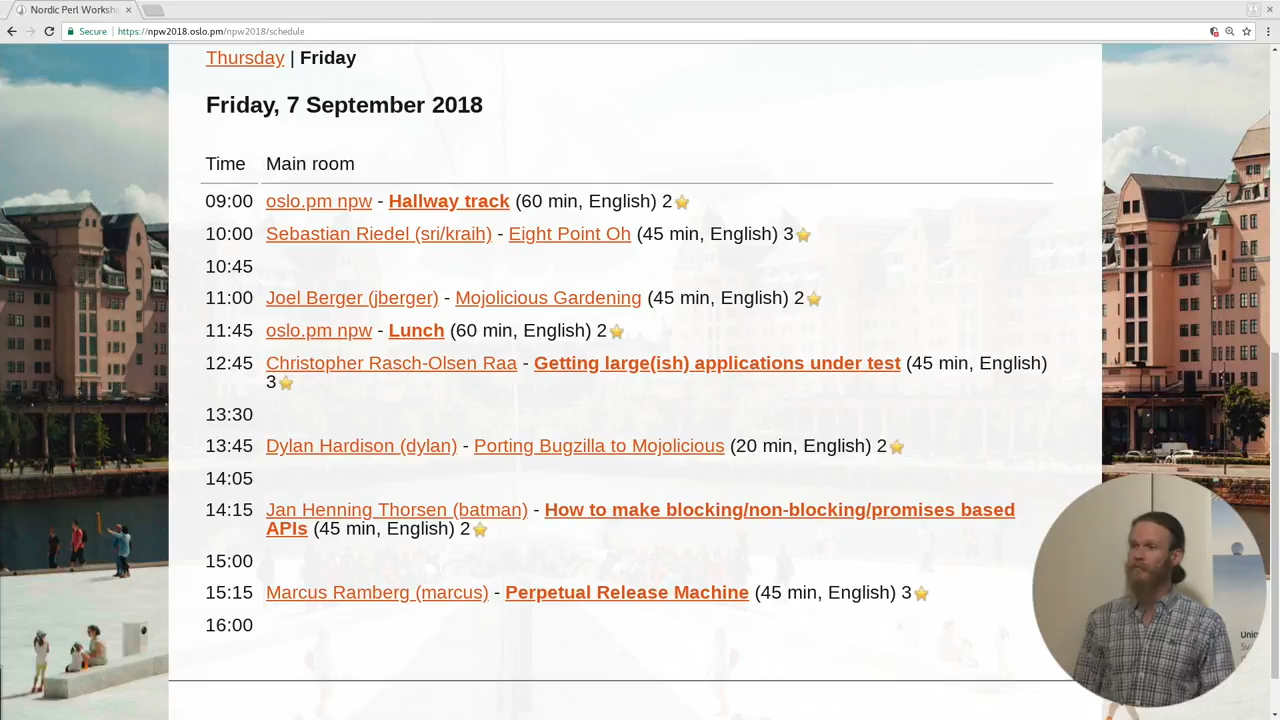 Nordic Perl Worksh
Secure https://npw2018.oslo.pm/npw2018/schedule
Thursday | Friday
Friday, 7 September 2018
Time Main room
09:00 oslo.pm npw - Hallway track (60 min, English) 2
10:00 Sebastian Riedel (sri/kraih) - Eight Point Oh (45 min, English) 3
10:45
11:00 Joel Berger (jberger) - Mojolicious Gardening (45 min, English) 2
11:45 oslo.pm npw - Lunch (60 min, English) 2
12:45 Christopher Rasch-Olsen Raa - Getting large(ish) applications under test (45 min, English)
3
13:30
13:45 Dylan Hardison (dylan) - Porting Bugzilla to Mojolicious (20 min, English) 2
14:05
14:15 Jan Henning Thorsen (batman) - How to make blocking/non-blocking/promises based
APIs (45 min, English) 2
15:00
15:15 Marcus Ramberg (marcus) - Perpetual Release Machine (45 min, English) 3
16:00